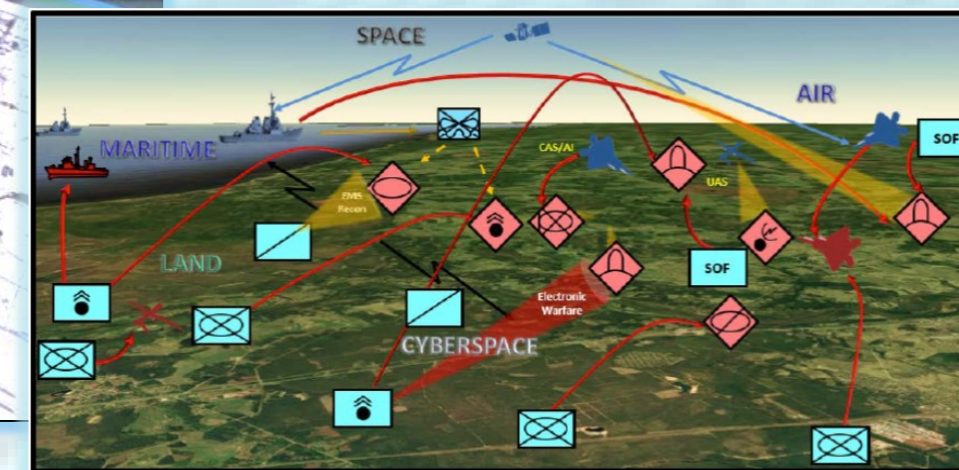 SPACE
AIR
SOF
MARITIME
CAS/AI
UAS
EMS
Recon
LAND
SOF
Electronic
Warfare
CYBERSPACE